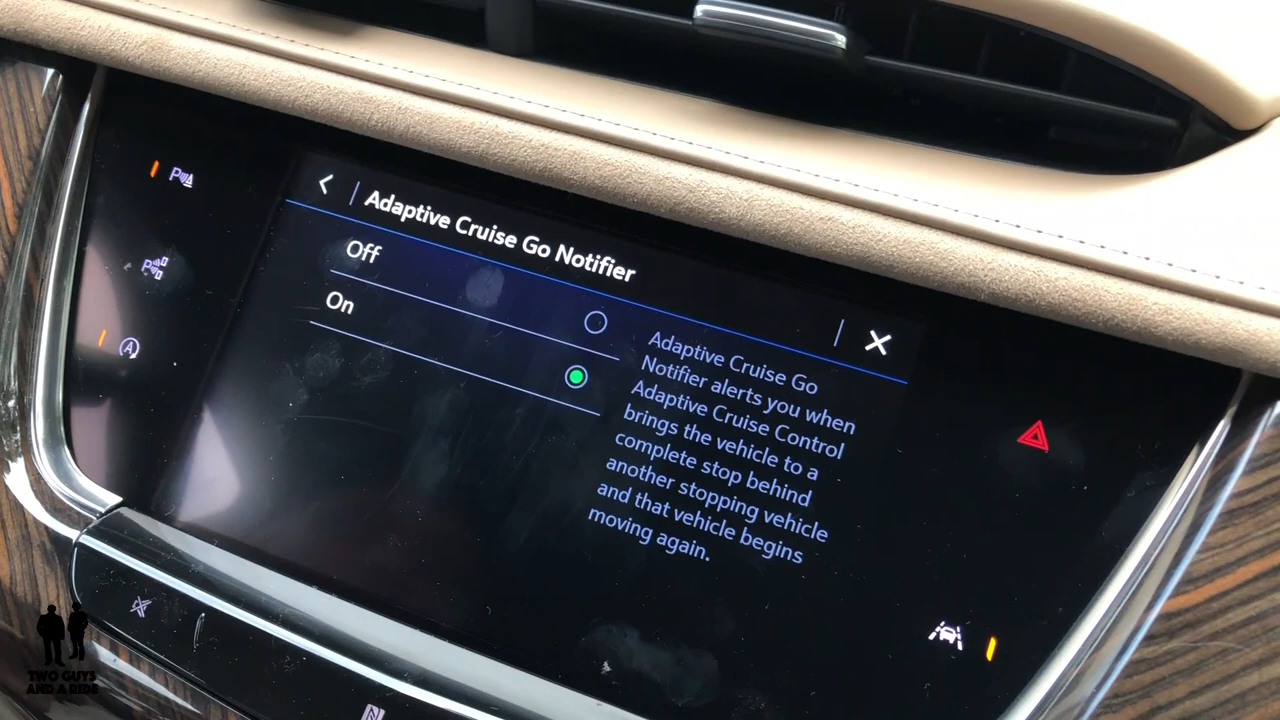 Adaptive Cruise Go Notifier
Off
On
Adaptive Cruise Go
Notifier alerts you when
Adaptive Cruise Control
brings the vehicle to a
complete stop behind
another stopping vehicle
and that vehicle begins
moving again.
P
P
A
TWO GUYS
AND A RIDE